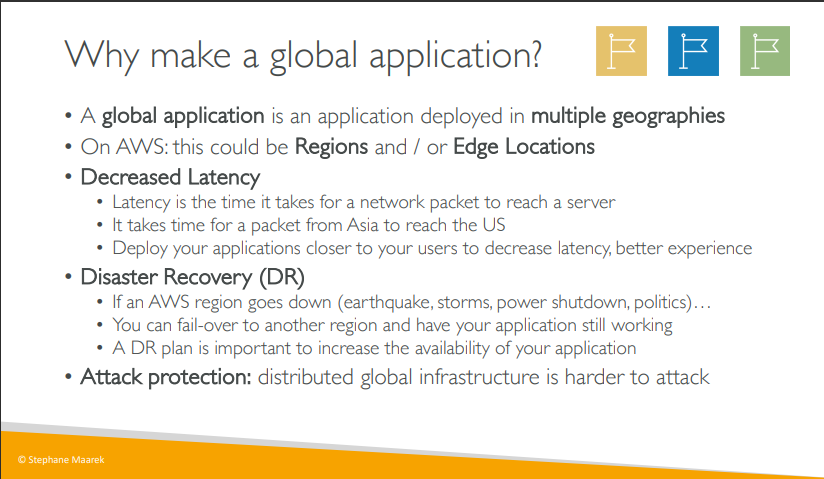 Why make a global application?
• A global application is an application deployed in multiple geographies
• On AWS: this could be Regions and / or Edge Locations
• Decreased Latency
• Latency is the time it takes for a network packet to reach a server
• It takes time for a packet from Asia to reach the US
• Deploy your applications closer to your users to decrease latency, better experience
• Disaster Recovery (DR)
• If an AWS region goes down (earthquake, storms, power shutdown, politics)…
• You can fail-over to another region and have your application still working
• A DR plan is important to increase the availability of your application
• Attack protection: distributed global infrastructure is harder to attack
© Stephane Maarek